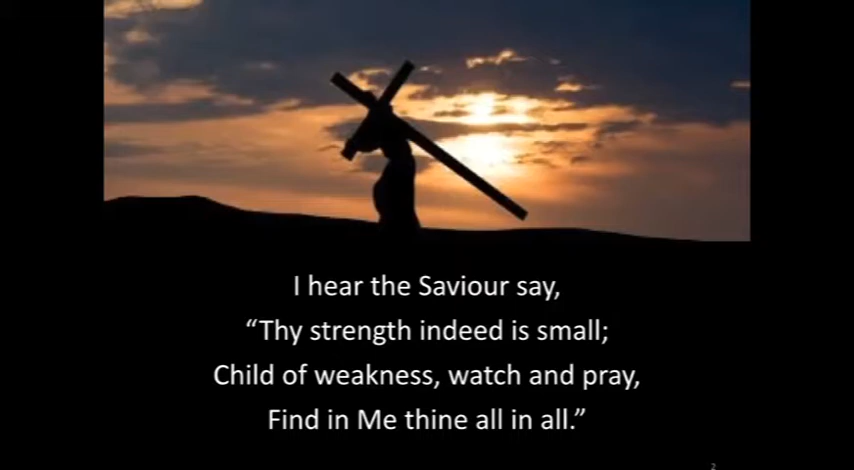 I hear the Saviour say,
“Thy strength indeed is small;
Child of weakness, watch and pray,
Find in Me thine all in all.”
2